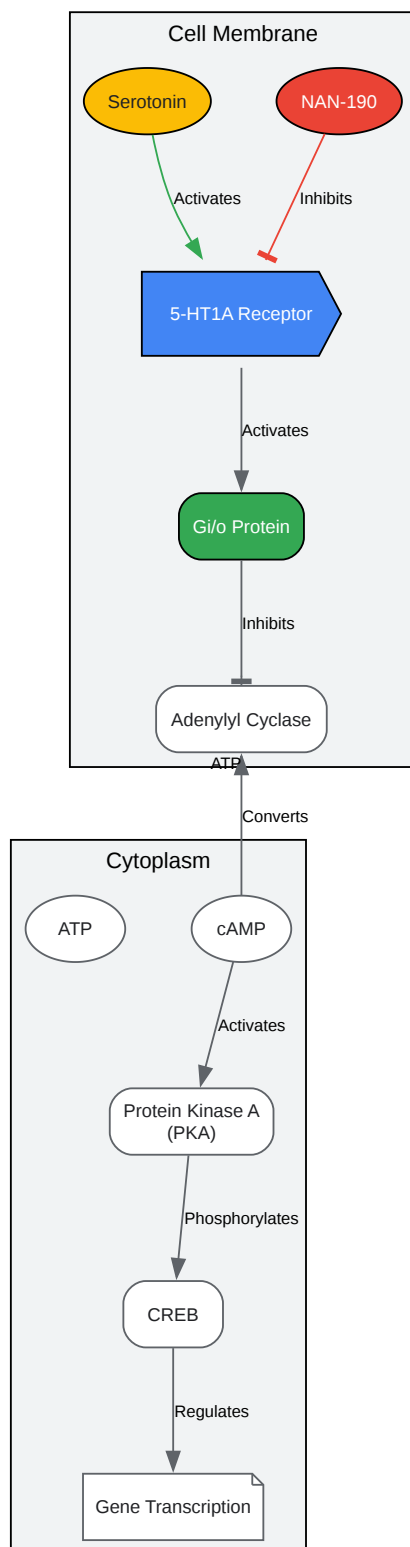 Cell Membrane
Serotonin
NAN-190
Activates
Inhibits
5-HT1A Receptor
Activates
Gi/o Protein
Inhibits
Adenylyl Cyclase
ATP
Converts
Cytoplasm
ATP
cAMP
Activates
Protein Kinase A
(PKA)
Phosphorylates
CREB
Regulates
Gene Transcription